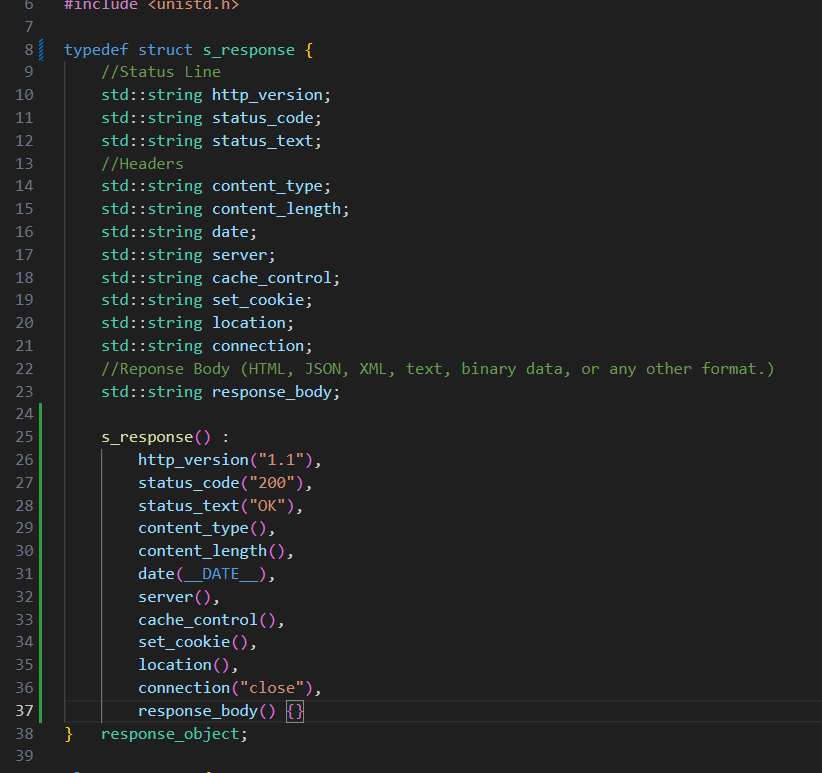 6 #include <unistd.h>
7
8 typedef struct s_response {
9 //Status Line
10 std::string http_version;
11 std::string status_code;
12 std::string status_text;
13 //Headers
14 std::string content_type;
15 std::string content_length;
16 std::string date;
17 std::string server;
18 std::string cache_control;
19 std::string set_cookie;
20 std::string location;
21 std::string connection;
22 //Reponse Body (HTML, JSON, XML, text, binary data, or any other format.)
23 std::string response_body;
24
25 s_response() :
26 http_version("1.1"),
27 status_code("200"),
28 status_text("OK"),
29 content_type(),
30 content_length(),
31 date(__DATE__),
32 server(),
33 cache_control(),
34 set_cookie(),
35 location(),
36 connection("close"),
37 response_body() {}
38 } response_object;
39